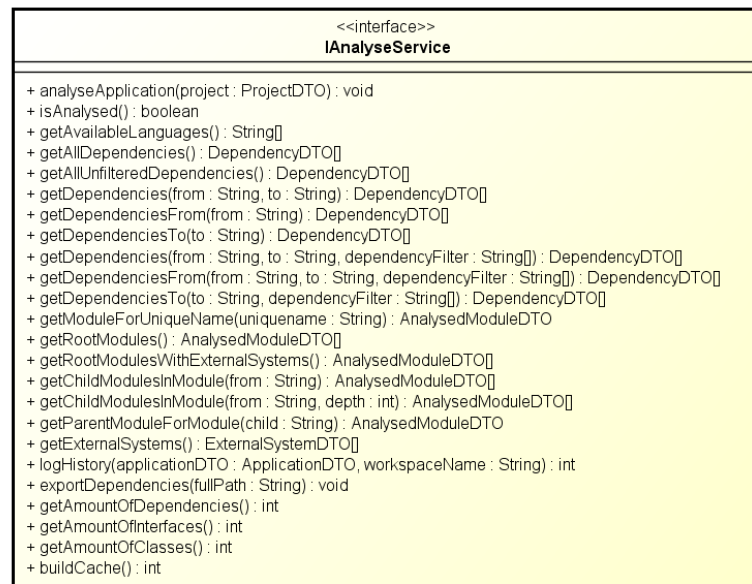 <<interface>>
IAnalyseService
+ analyseApplication(project : ProjectDTO) : void
+ isAnalysed() : boolean
+ getAvailableLanguages() : String[]
+ getAllDependencies() : DependencyDTO[]
+ getAllUnfilteredDependencies() : DependencyDTO[]
+ getDependencies(from : String, to : String) : DependencyDTO[]
+ getDependenciesFrom(from : String) : DependencyDTO[]
+ getDependenciesTo(to : String) : DependencyDTO[]
+ getDependencies(from : String, to : String, dependencyFilter : String[]) : DependencyDTO[]
+ getDependenciesFrom(from : String, to : String, dependencyFilter : String[]) : DependencyDTO[]
+ getDependenciesTo(to : String, dependencyFilter : String[]) : DependencyDTO[]
+ getModuleForUniqueName(uniquename : String) : AnalysedModuleDTO
+ getRootModules() : AnalysedModuleDTO[]
+ getRootModulesWithExternalSystems() : AnalysedModuleDTO[]
+ getChildModulesInModule(from : String) : AnalysedModuleDTO[]
+ getChildModulesInModule(from : String, depth : int) : AnalysedModuleDTO[]
+ getParentModuleForModule(child : String) : AnalysedModuleDTO
+ getExternalSystems() : ExternalSystemDTO[]
+ logHistory(applicationDTO : ApplicationDTO, workspaceName : String) : int
+ exportDependencies(fullPath : String) : void
+ getAmountOfDependencies() : int
+ getAmountOfInterfaces() : int
+ getAmountOfClasses() : int
+ buildCache() : int